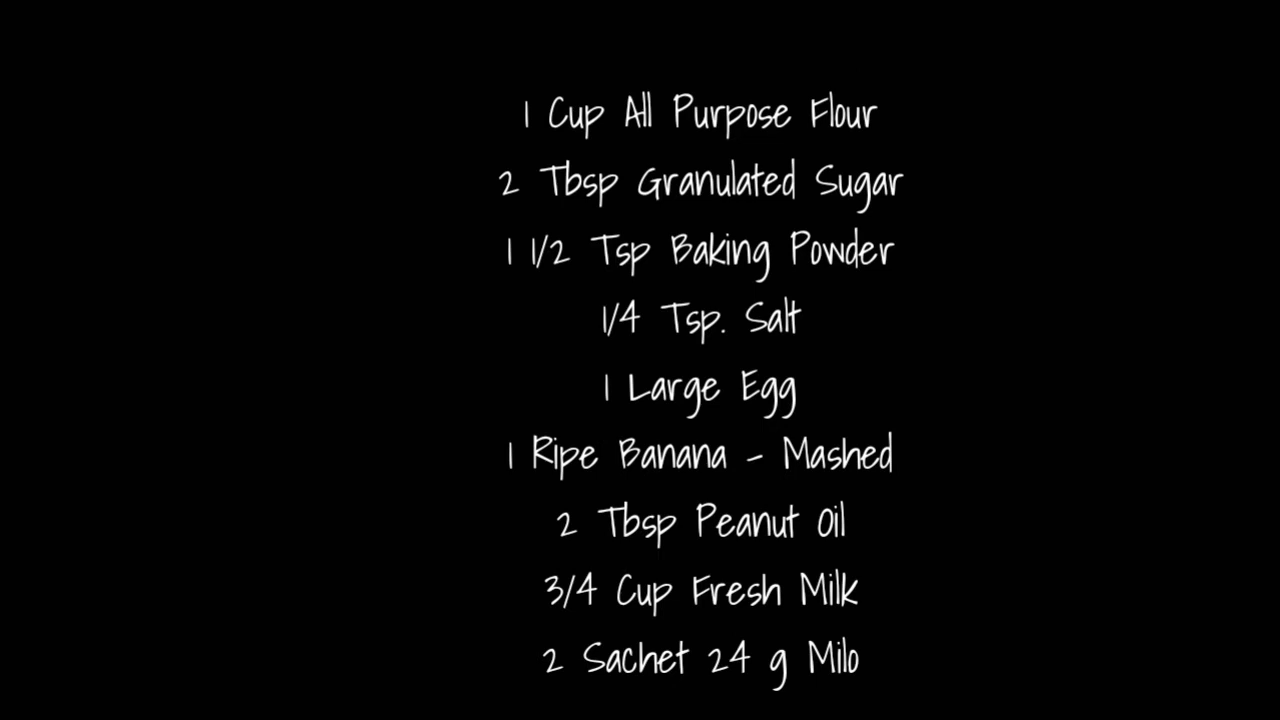 1 Cup All Purpose Flour
2 Tbsp Granulated Sugar
1 1/2 Tsp Baking Powder
1/4 Tsp. Salt
1 Large Egg
1 Ripe Banana - Mashed
2 Tbsp Peanut Oil
3/4 Cup Fresh Milk
2 Sachet 24 g Milo